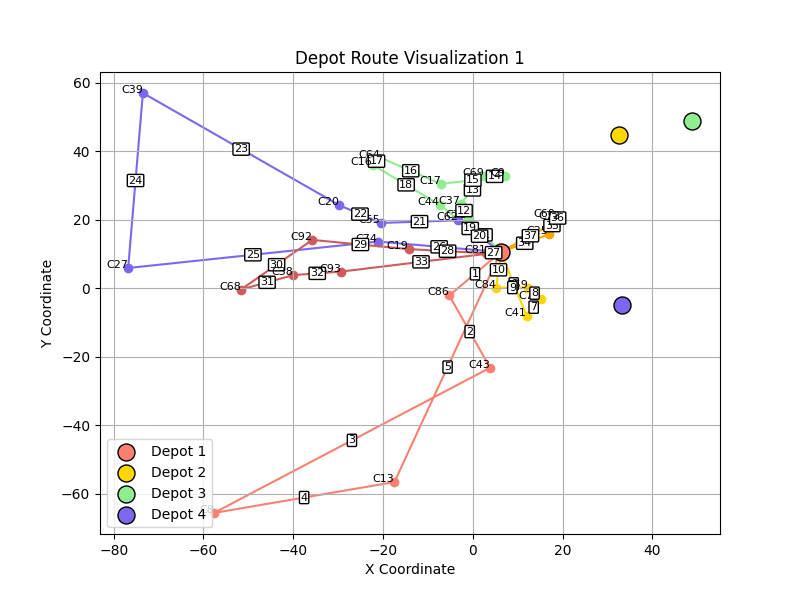 Depot Route Visualization 1
Y Coordinate
60
40
20
0
−20
−40
−60
−80
−60
−40
−20
0
20
40
X Coordinate
Depot 1
Depot 2
Depot 3
Depot 4
C39
23
24
C64
C16
17
16
18
C17
C69
15
14
13
C44
C37
12
C20
22
C55
21
C62
19
20
C92
C74
29
C19
28
C81
27
10
34
37
35
36
C27
25
30
C38
C93
32
31
C68
33
1
C86
C84
9
8
7
C41
2
5
C43
3
C13
4